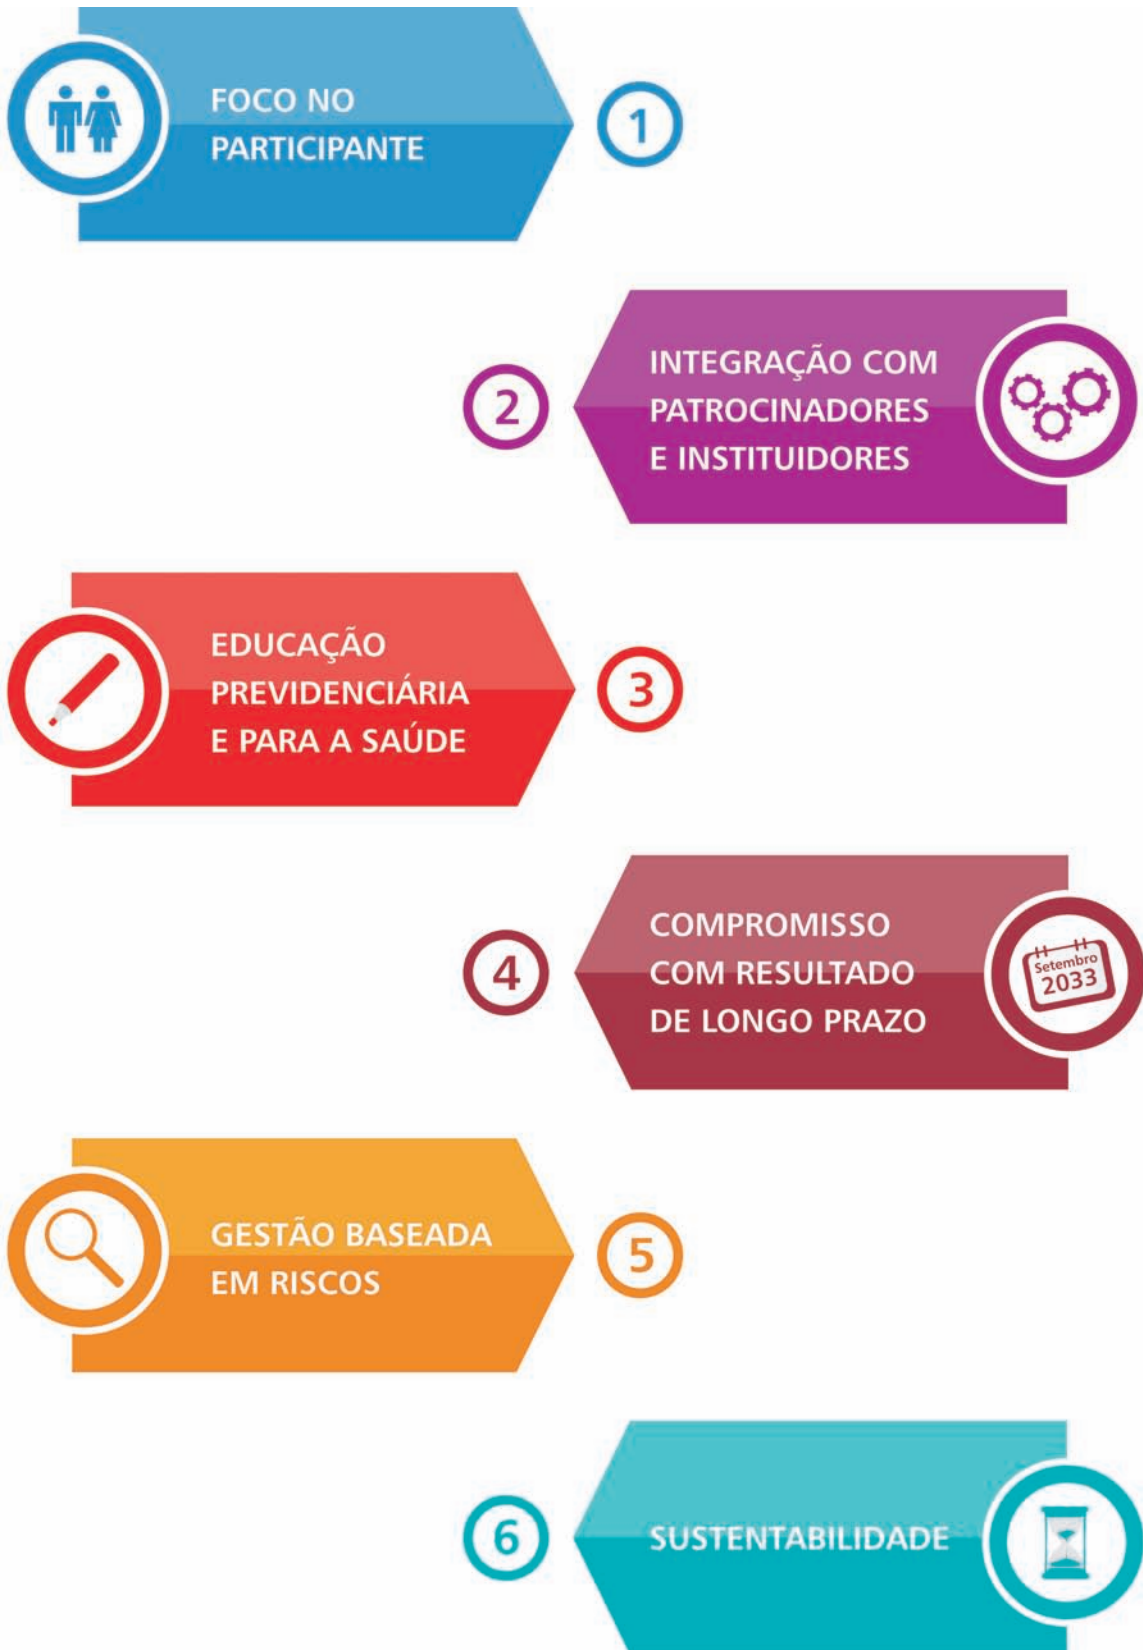 FOCO NO
PARTICIPANTE
1
2
INTEGRAÇÃO COM
PATROCINADORES
E INSTITUIDORES
EDUCAÇÃO
PREVIDENCIÁRIA
E PARA A SAÚDE
3
4
COMPROMISSO
COM RESULTADO
DE LONGO PRAZO
Setembro
2033
GESTÃO BASEADA
EM RISCOS
5
6
SUSTENTABILIDADE